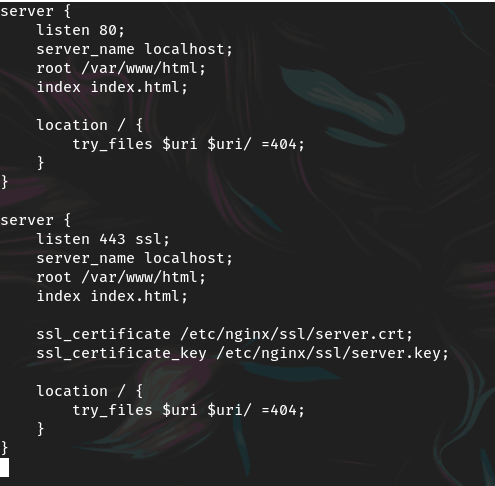 server {
    listen 80;
    server_name localhost;
    root /var/www/html;
    index index.html;

    location / {
        try_files $uri $uri/ =404;
    }
}

server {
    listen 443 ssl;
    server_name localhost;
    root /var/www/html;
    index index.html;

    ssl_certificate /etc/nginx/ssl/server.crt;
    ssl_certificate_key /etc/nginx/ssl/server.key;

    location / {
        try_files $uri $uri/ =404;
    }
}